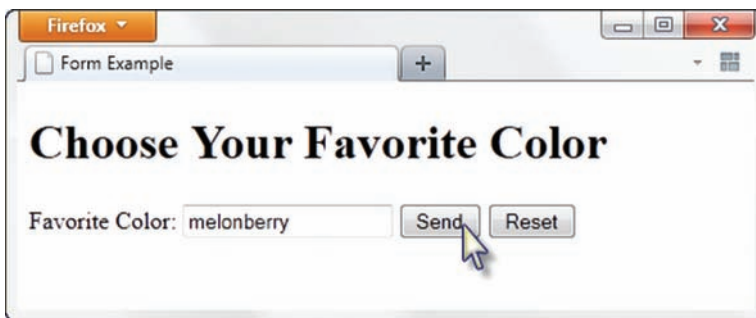 Firefox
Form Example
Choose Your Favorite Color
Favorite Color: melonberry Send Reset